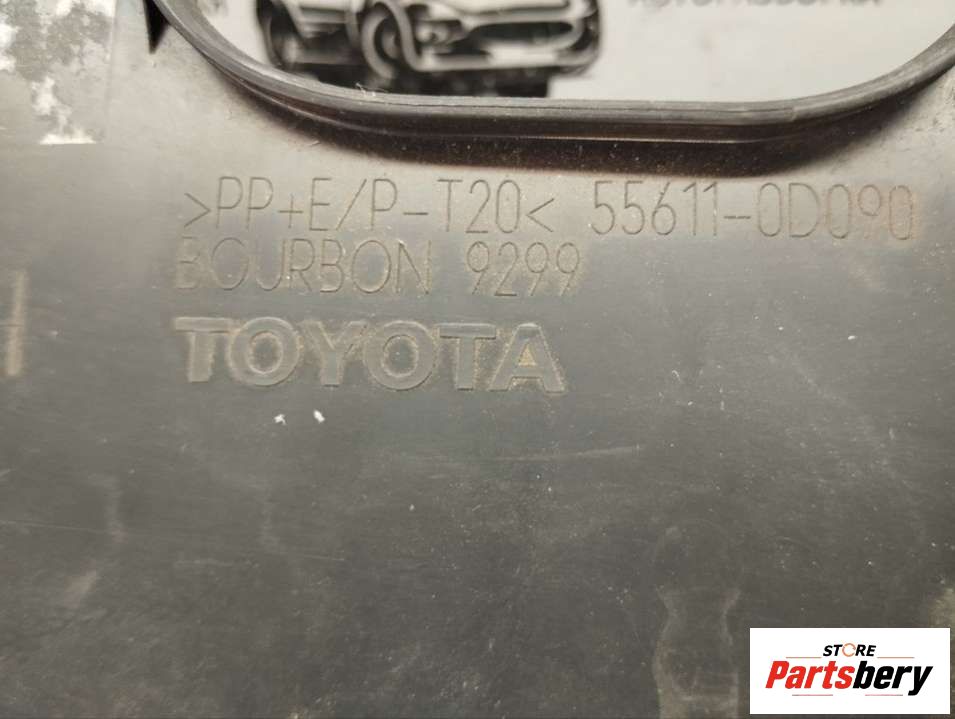 >PP+E/P-T20< 55611-0D090
BOURBON 9299
TOYOTA
STORE
Partsbery